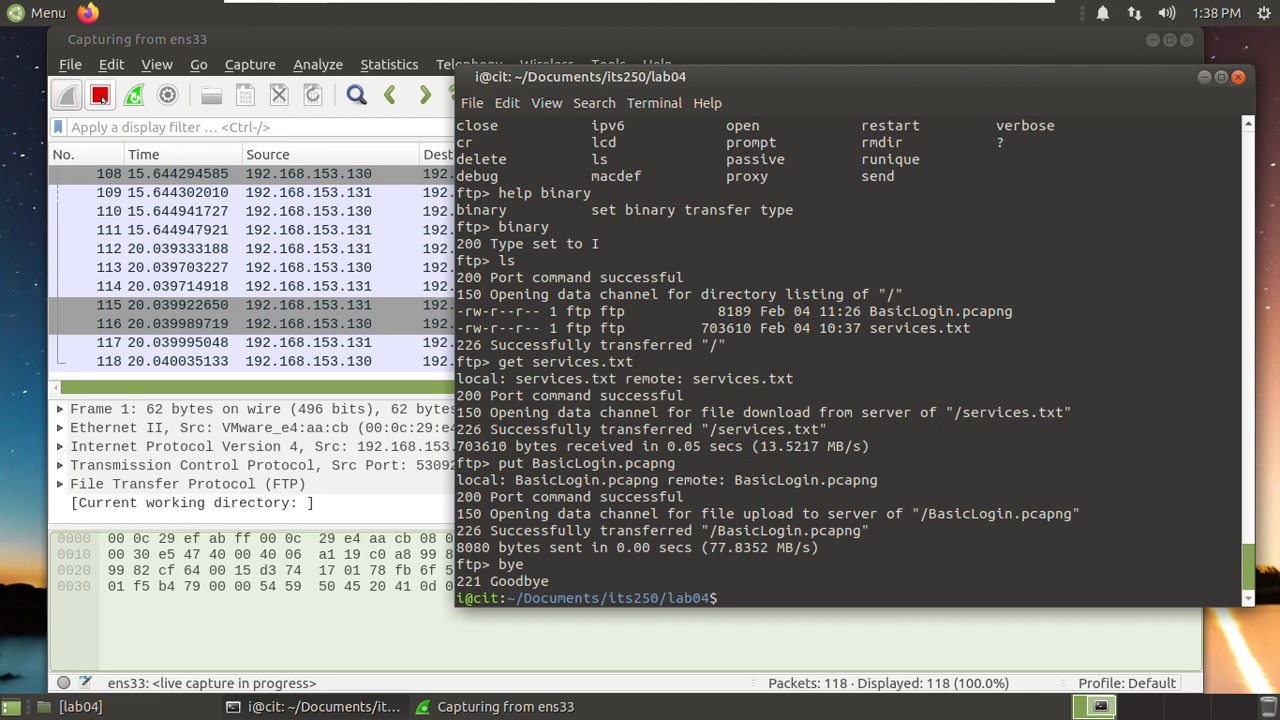 Menu
1:38 PM
Capturing from ens33
File Edit View Go Capture Analyze Statistics Telephony Wireless Tools Help
Apply a display filter … <Ctrl-/>
No. Time Source Dest
108 15.644294585 192.168.153.130 192.
109 15.644302010 192.168.153.131 192.
110 15.644941727 192.168.153.130 192.
111 15.644947921 192.168.153.131 192.
112 20.039333188 192.168.153.131 192.
113 20.039703227 192.168.153.130 192.
114 20.039714918 192.168.153.131 192.
115 20.039922650 192.168.153.131 192.
116 20.039989719 192.168.153.130 192.
117 20.039995048 192.168.153.131 192.
118 20.040035133 192.168.153.130 192.
Frame 1: 62 bytes on wire (496 bits), 62 bytes
Ethernet II, Src: VMware_e4:aa:cb (00:0c:29:e4
Internet Protocol Version 4, Src: 192.168.153.
Transmission Control Protocol, Src Port: 53092
File Transfer Protocol (FTP)
[Current working directory: ]
0000 00 0c 29 ef ab ff 00 0c 29 e4 aa cb 08 0
0010 00 30 e5 47 40 00 40 06 a1 19 c0 a8 99 8
0020 99 82 cf 64 00 15 d3 74 17 01 78 fb 6f 5
0030 01 f5 b4 79 00 00 54 59 50 45 20 41 0d 0
ens33: <live capture in progress>
Packets: 118 · Displayed: 118 (100.0%)
Profile: Default
i@cit: ~/Documents/its250/lab04
File Edit View Search Terminal Help
close ipv6 open restart verbose
cr lcd prompt rmdir ?
delete ls passive runique
debug macdef proxy send
ftp> help binary
binary set binary transfer type
ftp> binary
200 Type set to I
ftp> ls
200 Port command successful
150 Opening data channel for directory listing of "/"
-rw-r--r-- 1 ftp ftp 8189 Feb 04 11:26 BasicLogin.pcapng
-rw-r--r-- 1 ftp ftp 703610 Feb 04 10:37 services.txt
226 Successfully transferred "/"
ftp> get services.txt
local: services.txt remote: services.txt
200 Port command successful
150 Opening data channel for file download from server of "/services.txt"
226 Successfully transferred "/services.txt"
703610 bytes received in 0.05 secs (13.5217 MB/s)
ftp> put BasicLogin.pcapng
local: BasicLogin.pcapng remote: BasicLogin.pcapng
200 Port command successful
150 Opening data channel for file upload to server of "/BasicLogin.pcapng"
226 Successfully transferred "/BasicLogin.pcapng"
8080 bytes sent in 0.00 secs (77.8352 MB/s)
ftp> bye
221 Goodbye
i@cit:~/Documents/its250/lab04$
[lab04]
i@cit: ~/Documents/it...
Capturing from ens33